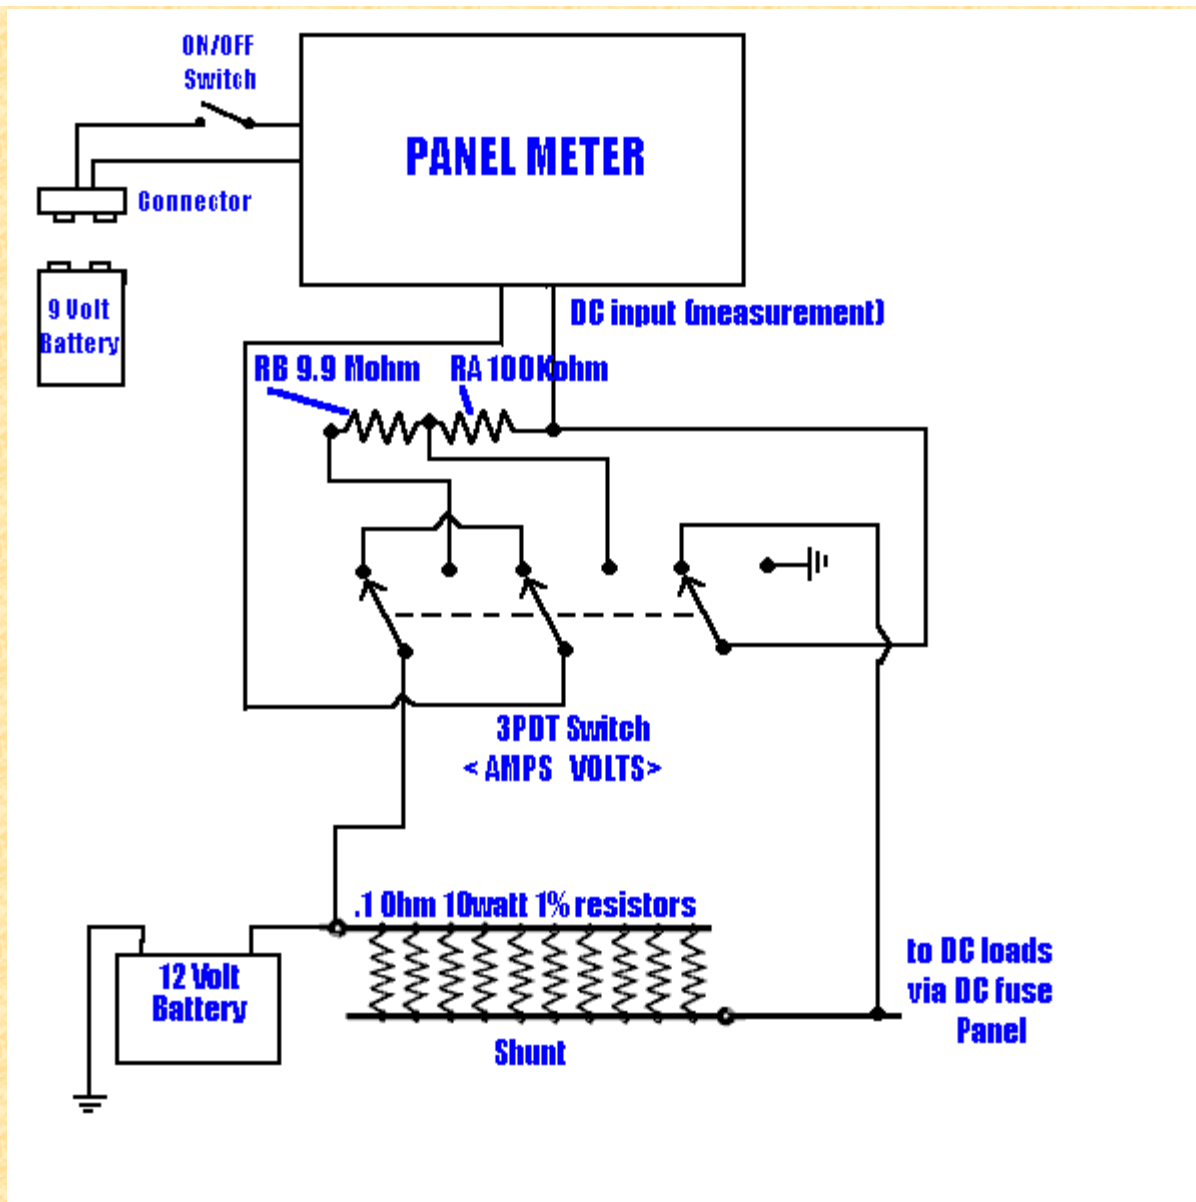 ON/OFF
Switch
PANEL METER
Connector
9 Volt
Battery
DC input (measurement)
RB 9.9 Mohm
RA 100Kohm
3PDT Switch
< AMPS VOLTS>
.1 Ohm 10watt 1% resistors
12 Volt
Battery
to DC loads
via DC fuse
Panel
Shunt